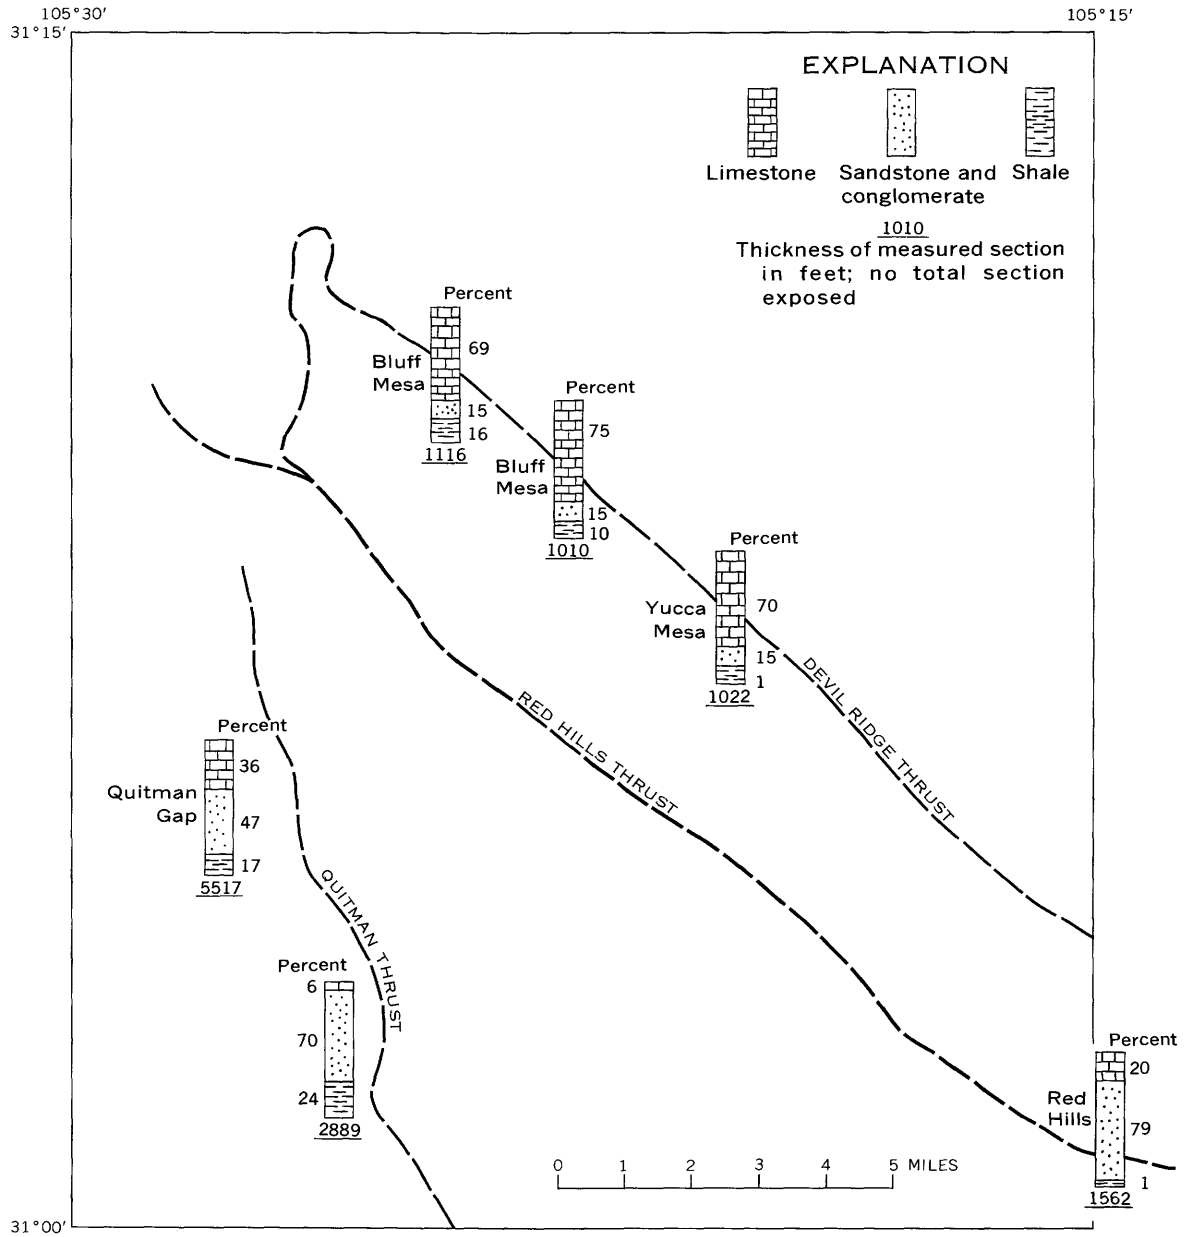 105°30'
105°15'
31°15'
EXPLANATION
Limestone
Sandstone and
conglomerate
Shale
1010
Thickness of measured section
in feet; no total section
exposed
Percent
69
Bluff
Mesa
15
16
1116
Percent
75
Bluff
Mesa
15
10
1010
Percent
70
Yucca
Mesa
15
1
1022
DEVIL RIDGE THRUST
RED HILLS THRUST
Percent
36
Quitman
Gap
47
17
5517
QUITMAN THRUST
Percent
6
70
24
2889
Percent
20
Red
Hills
79
1
1562
0 1 2 3 4 5 MILES
31°00'